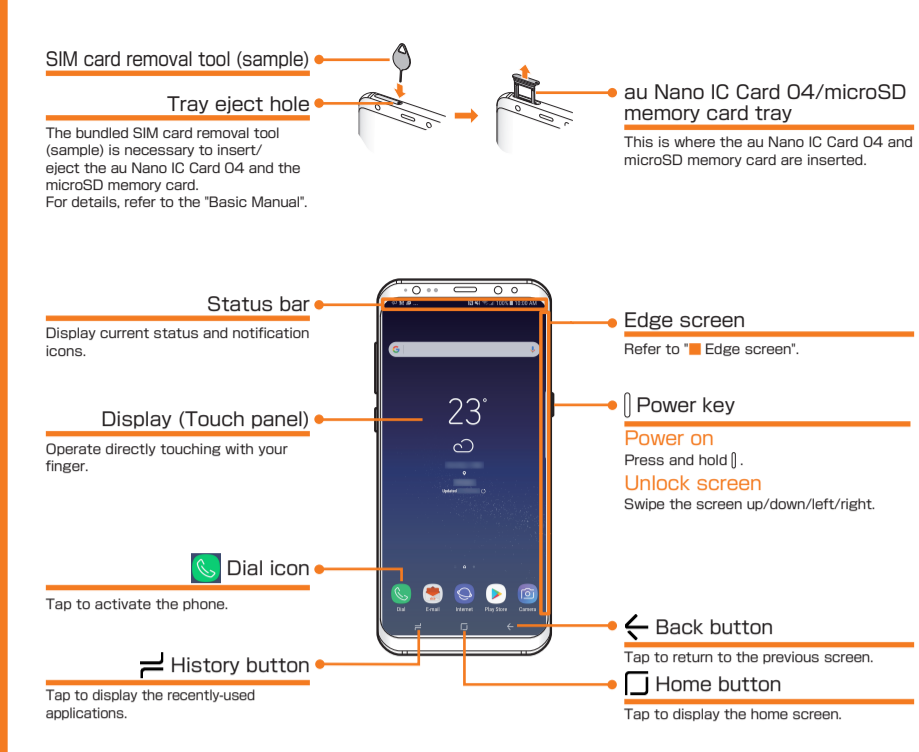 SIM card removal tool (sample)
Tray eject hole
The bundled SIM card removal tool
(sample) is necessary to insert/
eject the au Nano IC Card 04 and the
microSD memory card.
For details, refer to the "Basic Manual".
au Nano IC Card 04/microSD
memory card tray
This is where the au Nano IC Card 04 and
microSD memory card are inserted.
Status bar
Display current status and notification
icons.
Display (Touch panel)
Operate directly touching with your
finger.
Dial icon
Tap to activate the phone.
History button
Tap to display the recently-used
applications.
100% 10:00 AM
G
23°
Updated
Dial
E-mail
Internet
Play Store
Camera
Edge screen
Refer to "■ Edge screen".
Power key
Power on
Press and hold .
Unlock screen
Swipe the screen up/down/left/right.
Back button
Tap to return to the previous screen.
Home button
Tap to display the home screen.